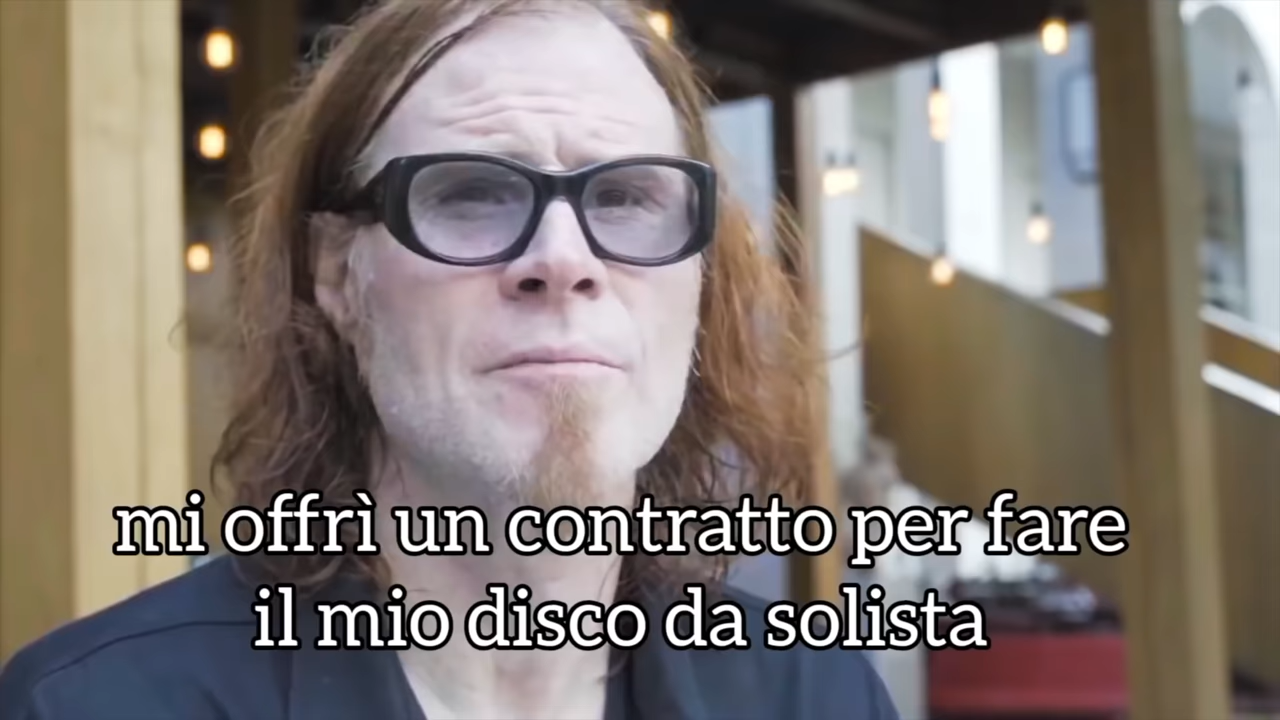 mi offrì un contratto per fare
il mio disco da solista